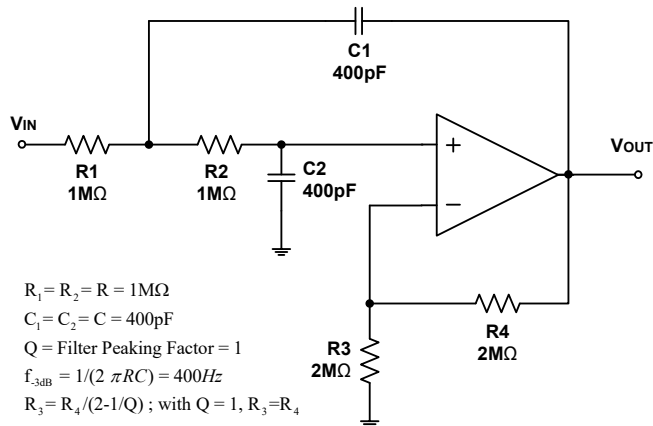 C1
400pF
VIN
R1
1MΩ
R2
1MΩ
C2
400pF
+
−
VOUT
R4
2MΩ
R3
2MΩ
R₁ = R₂ = R = 1MΩ
C₁ = C₂ = C = 400pF
Q = Filter Peaking Factor = 1
f-3dB = 1/(2 πRC) = 400Hz
R₃ = R₄/(2-1/Q) ; with Q = 1, R₃=R₄